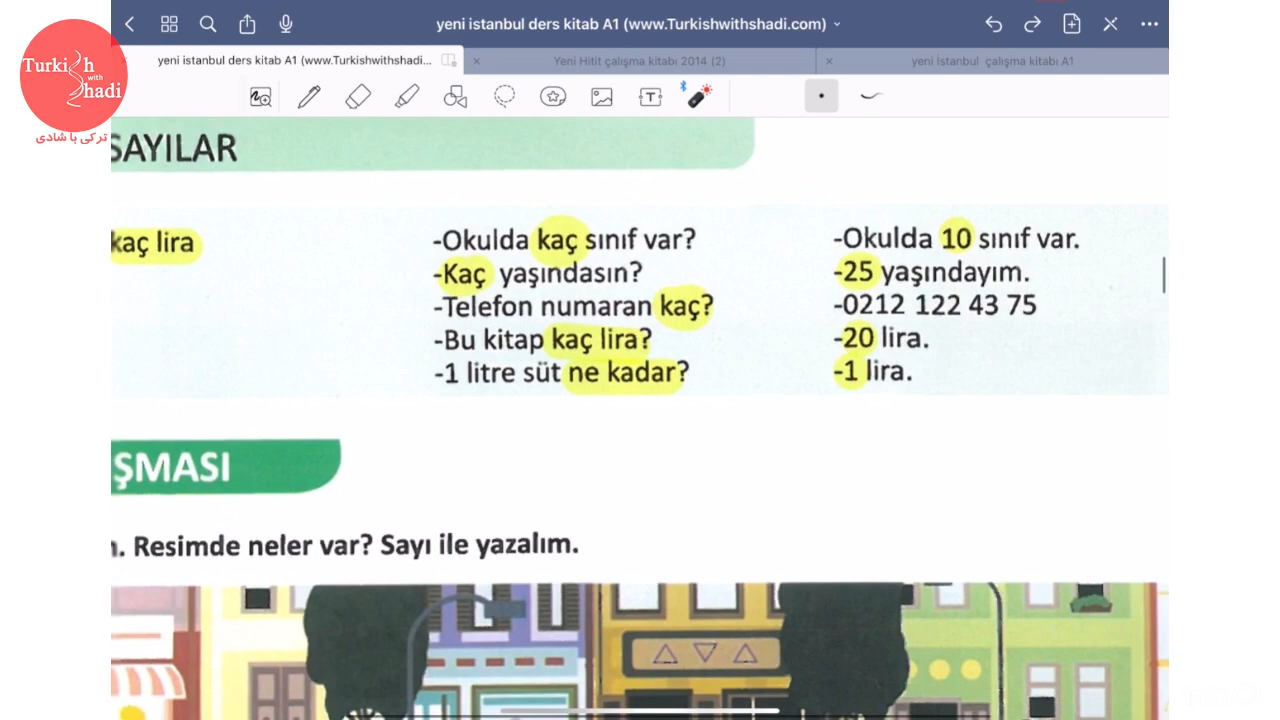 yeni istanbul ders kitab A1 (www.Turkishwithshadi.com)
yeni istanbul ders kitab A1 (www.Turkishwithshadi...
Yeni Hitit çalışma kitabı 2014 (2)
yeni istanbul çalışma kitabı A1
Turkish
with
Shadi
ترکی با شادی
SAYILAR
kaç lira
-Okulda kaç sınıf var?
-Okulda 10 sınıf var.
-Kaç yaşındasın?
-25 yaşındayım.
-Telefon numaran kaç?
-0212 122 43 75
-Bu kitap kaç lira?
-20 lira.
-1 litre süt ne kadar?
-1 lira.
ŞMASI
. Resimde neler var? Sayı ile yazalım.